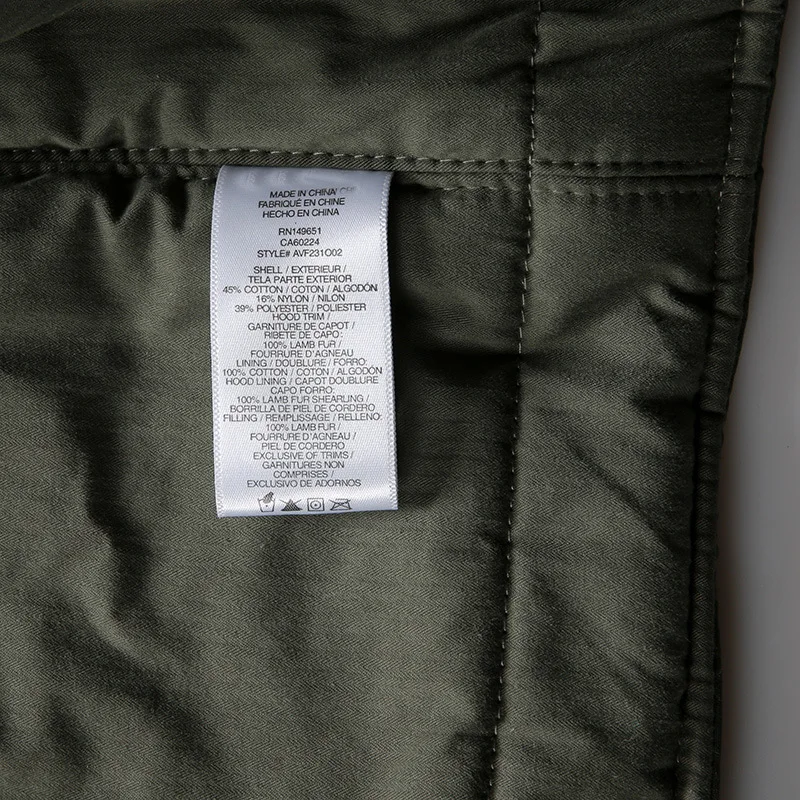 MADE IN CHINA
FABRIQUÉ EN CHINE
HECHO EN CHINA
RN149651
CA60224
STYLE# AVF231O02
SHELL / EXTERIEUR /
TELA PARTE EXTERIOR
45% COTTON / COTON / ALGODÓN
16% NYLON / NILON
39% POLYESTER / POLIESTER
HOOD TRIM /
GARNITURE DE CAPOT /
RIBETE DE CAPO:
100% LAMB FUR /
FOURRURE D'AGNEAU
LINING / DOUBLURE / FORRO:
100% COTTON / COTON / ALGODÓN
HOOD LINING / CAPOT DOUBLURE
CAPO FORRO:
100% LAMB FUR SHEARLING /
BORRILLA DE PIEL DE CORDERO
FILLING / REMPLISSAGE / RELLENO:
100% LAMB FUR /
FOURRURE D'AGNEAU /
PIEL DE CORDERO
EXCLUSIVE OF TRIMS /
GARNITURES NON
COMPRISES /
EXCLUSIVO DE ADORNOS